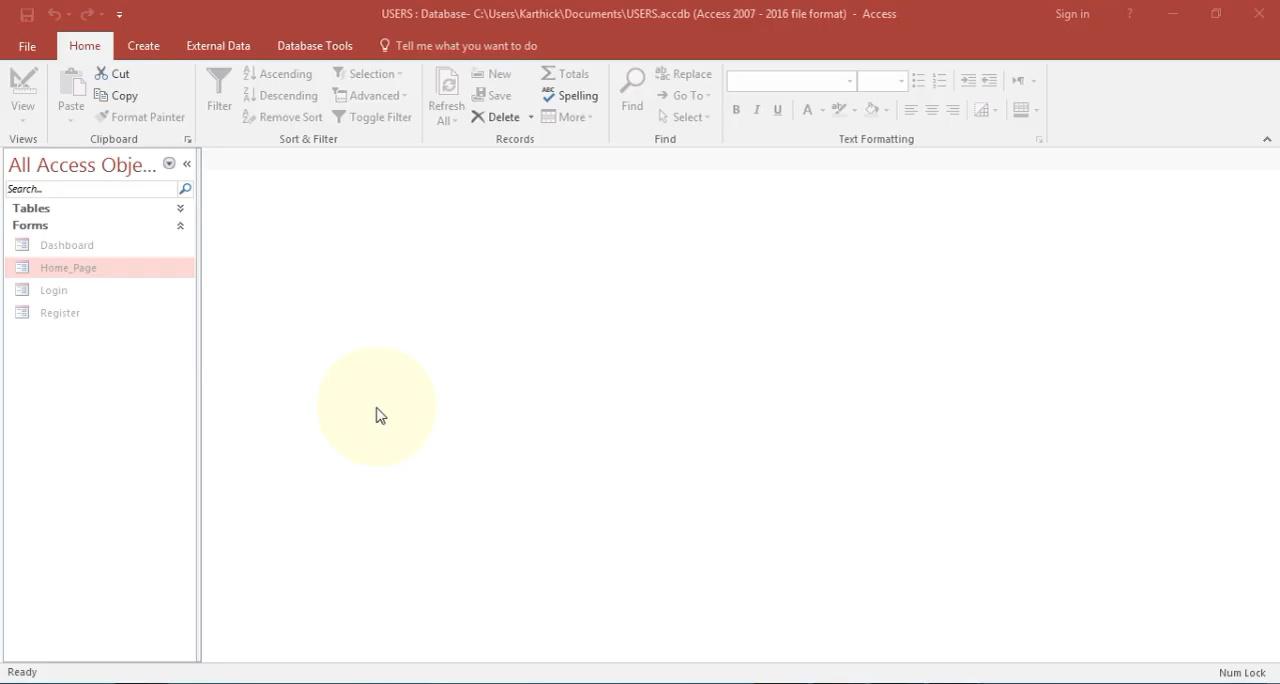 USERS : Database- C:\Users\Karthick\Documents\USERS.accdb (Access 2007 - 2016 file format) - Access
Sign in
?
File
Home
Create
External Data
Database Tools
Tell me what you want to do
View
Views
Paste
Cut
Copy
Format Painter
Clipboard
Filter
Ascending
Descending
Remove Sort
Selection
Advanced
Toggle Filter
Sort & Filter
Refresh
All
New
Save
Delete
Totals
Spelling
More
Records
Find
Replace
Go To
Select
Find
B I U A
Text Formatting
All Access Obje...
Search...
Tables
Forms
Dashboard
Home_Page
Login
Register
Ready
Num Lock